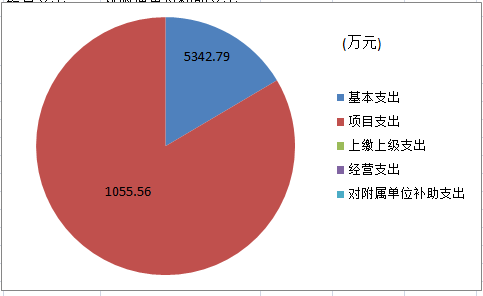 (万元)
5342.79
1055.56
基本支出
项目支出
上缴上级支出
经营支出
对附属单位补助支出